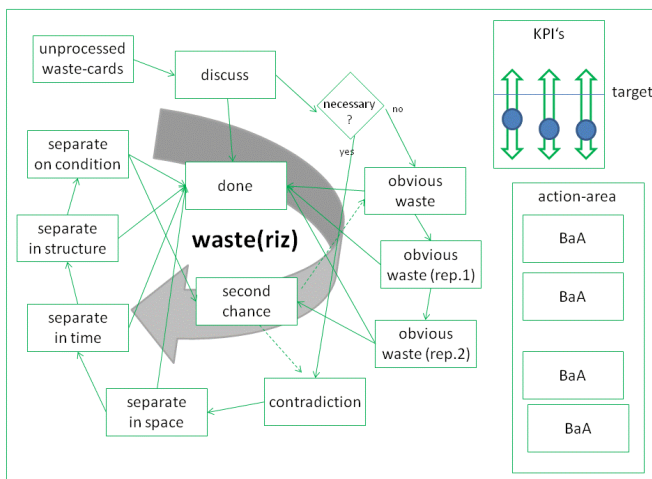 unprocessed
waste-cards
discuss
necessary
?
no
yes
separate
on condition
done
obvious
waste
separate
in structure
waste(riz)
obvious
waste (rep.1)
second
chance
separate
in time
obvious
waste (rep.2)
separate
in space
contradiction
KPI's
target
action-area
BaA
BaA
BaA
BaA